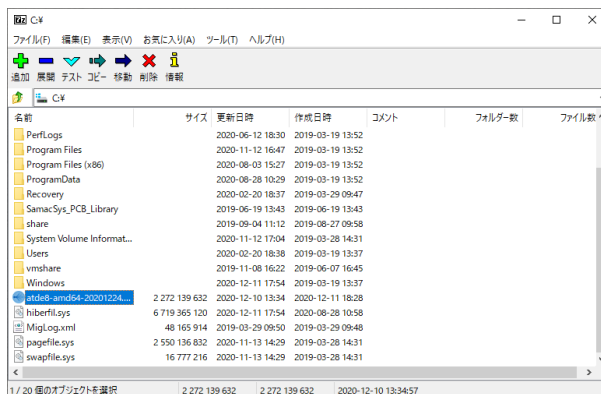 C:¥
ファイル(F) 編集(E) 表示(V) お気に入り(A) ツール(T) ヘルプ(H)
追加 展開 テスト コピー 移動 削除 情報
C:¥
名前 サイズ 更新日時 作成日時 コメント フォルダー数 ファイル数
PerfLogs 2020-06-12 18:30 2019-03-19 13:52
Program Files 2020-11-12 16:47 2019-03-19 13:52
Program Files (x86) 2020-08-03 15:27 2019-03-19 13:52
ProgramData 2020-08-28 10:29 2019-03-19 13:52
Recovery 2020-02-20 18:37 2019-03-29 09:47
SamacSys_PCB_Library 2019-06-19 13:43 2019-06-19 13:43
share 2019-09-04 11:12 2019-08-27 09:58
System Volume Informat... 2020-11-12 17:04 2019-03-28 14:31
Users 2020-02-20 18:38 2019-03-19 13:37
vmshare 2019-11-08 16:22 2019-06-07 16:45
Windows 2020-12-11 17:54 2019-03-19 13:37
atde8-amd64-20201224.... 2 272 139 632 2020-12-10 13:34 2020-12-11 18:28
hiberfil.sys 6 719 365 120 2020-12-11 17:54 2020-08-28 10:58
MigLog.xml 48 165 914 2019-03-29 09:50 2019-03-29 09:48
pagefile.sys 2 550 136 832 2020-11-13 14:29 2019-03-28 14:31
swapfile.sys 16 777 216 2020-11-13 14:29 2019-03-28 14:31
1 / 20 個のオブジェクトを選択 2 272 139 632 2 272 139 632 2020-12-10 13:34:57